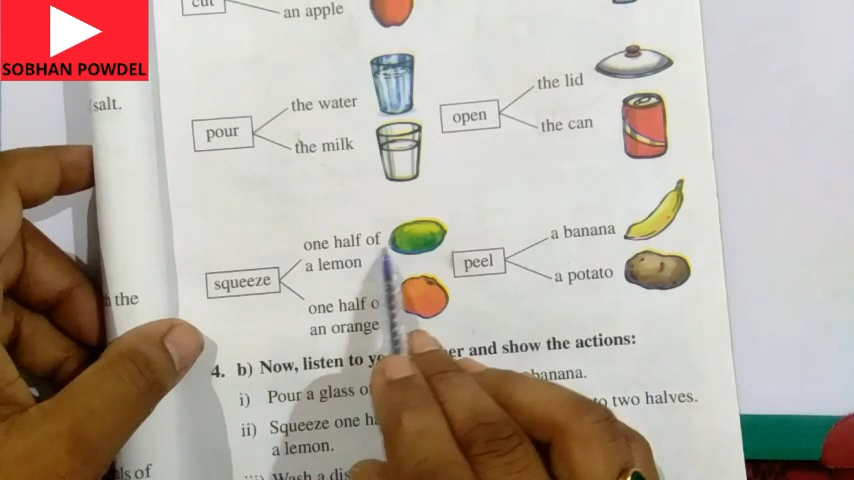 SOBHAN POWDEL
cut
an apple
salt.
pour
the water
the milk
open
the lid
the can
squeeze
one half of
a lemon
one half o
an orange
peel
a banana
a potato
the
4. b) Now, listen to yo er and show the actions:
i) Pour a glass o banana.
ii) Squeeze one ha to two halves.
a lemon.
Wash a dis
ls of